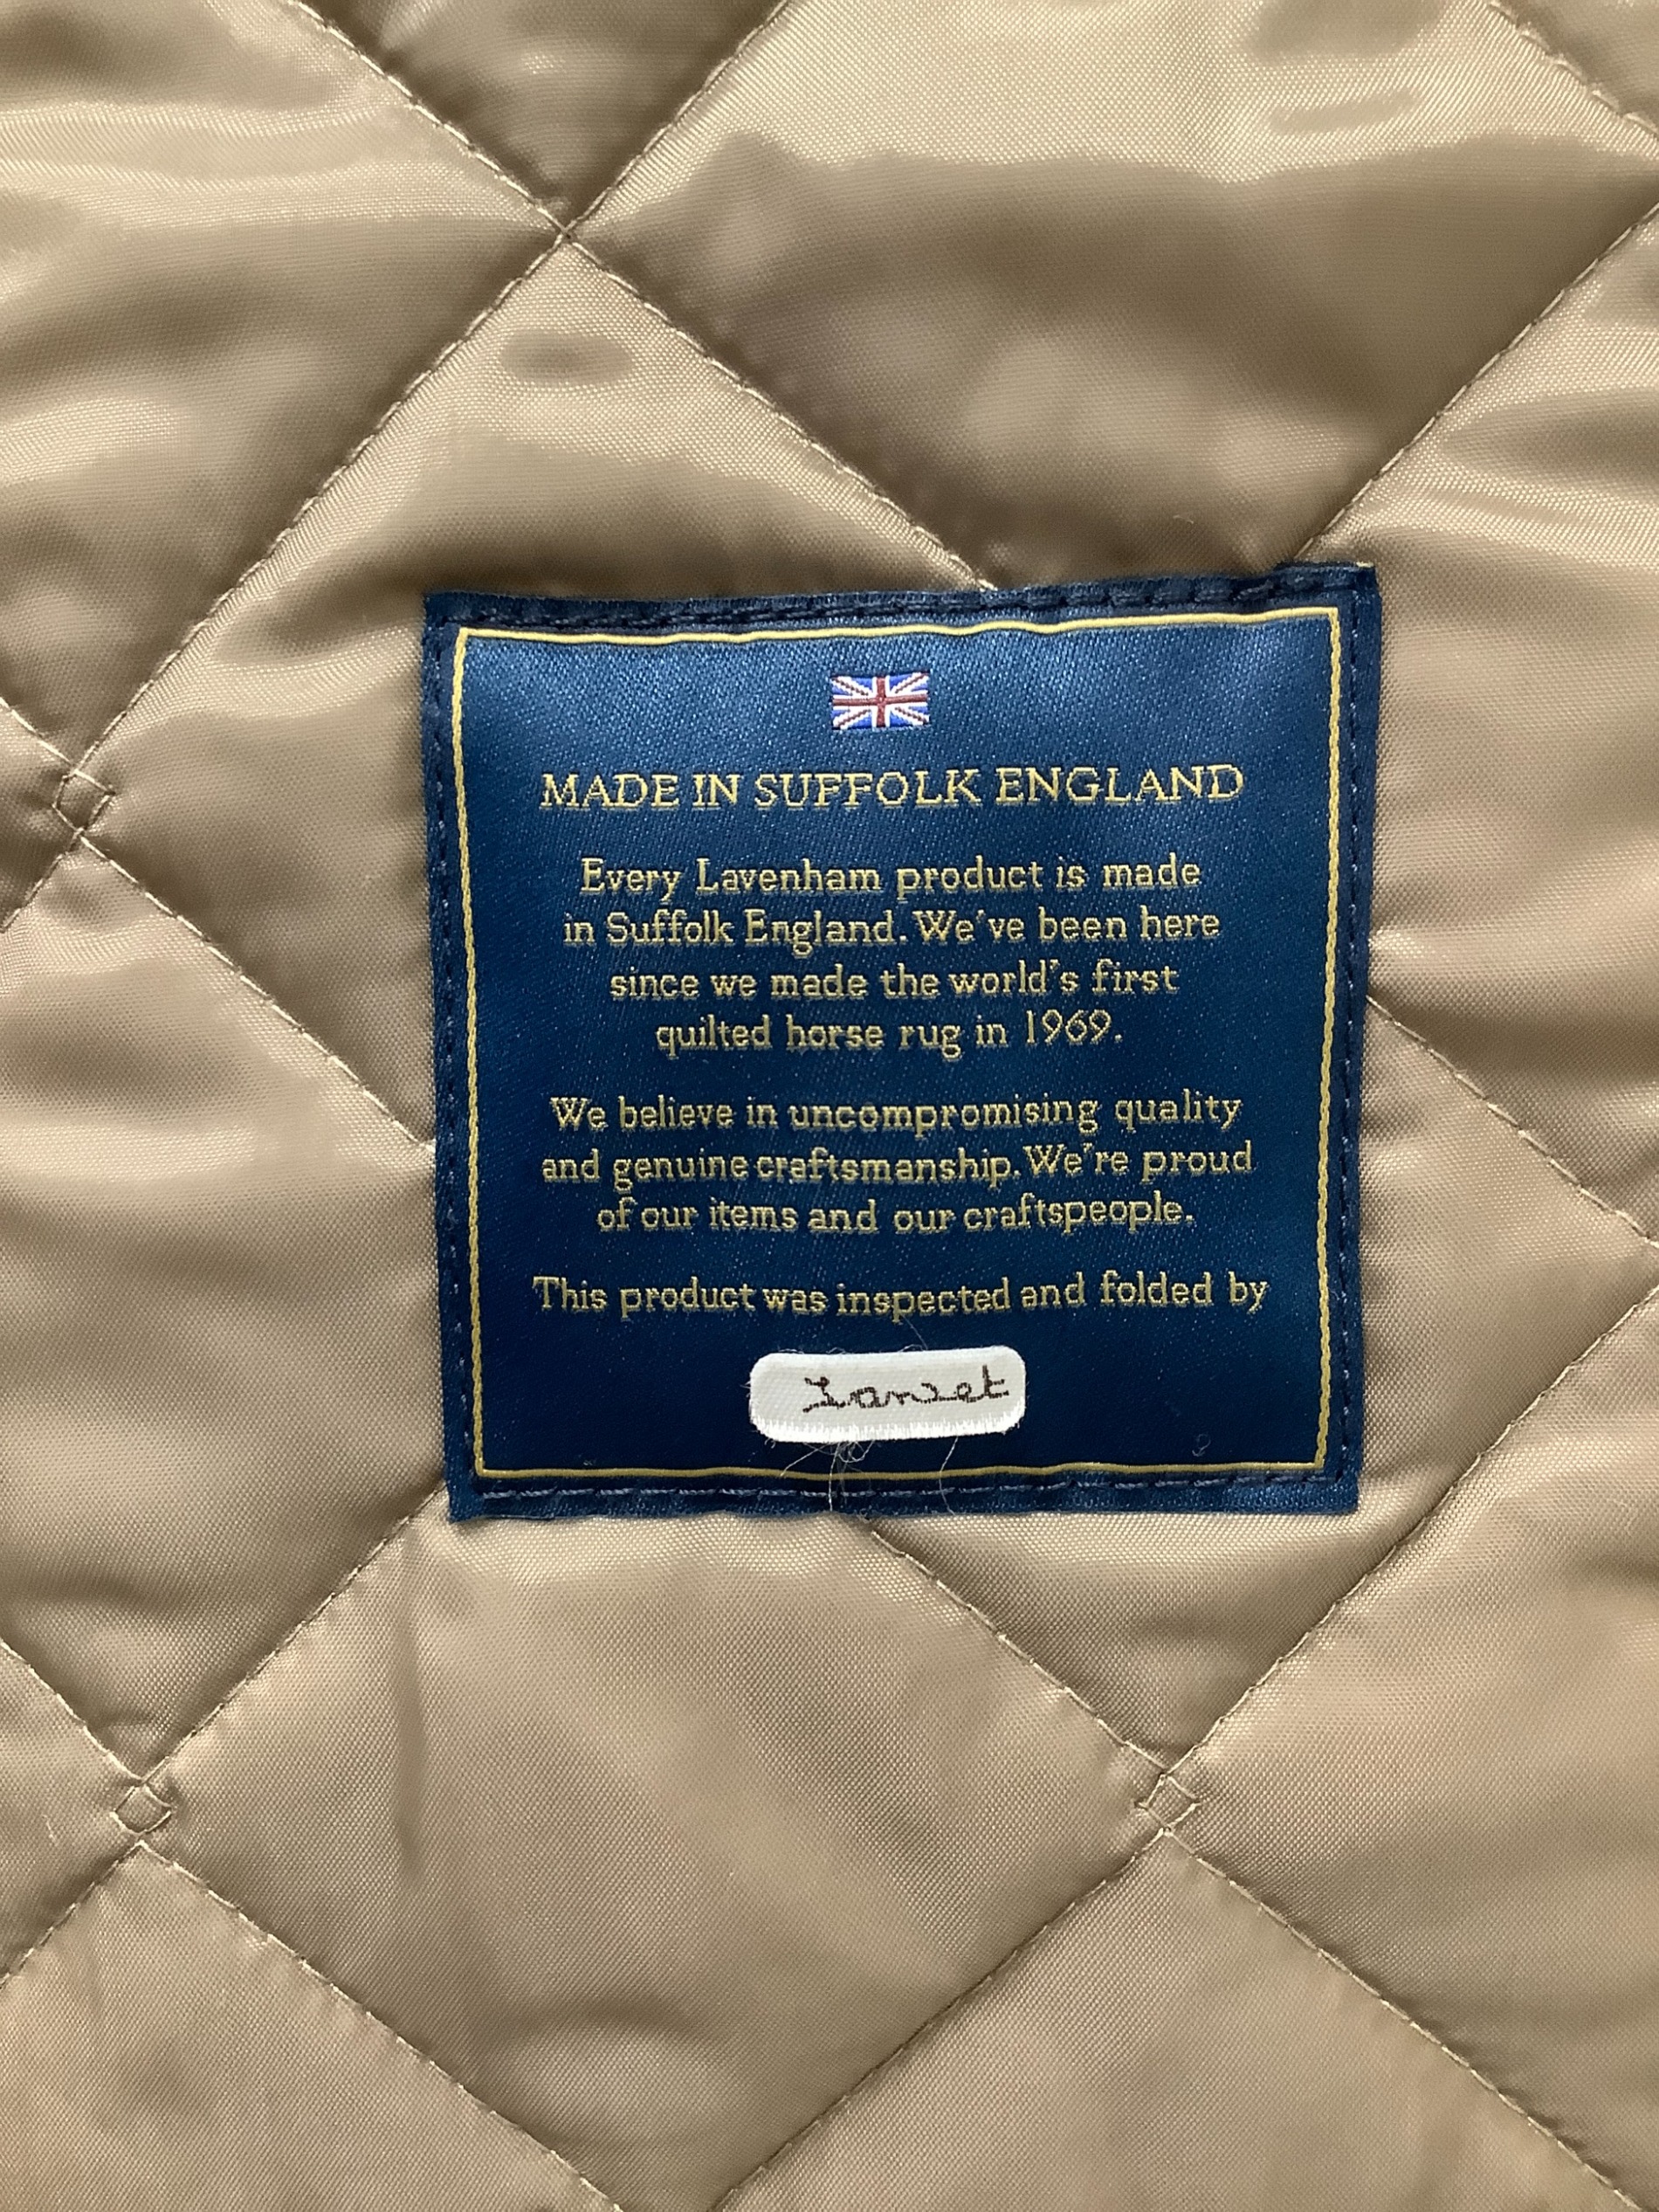 MADE IN SUFFOLK ENGLAND
Every Lavenham product is made
in Suffolk England. We've been here
since we made the world's first
quilted horse rug in 1969.
We believe in uncompromising quality
and genuine craftsmanship. We're proud
of our items and our craftspeople.
This product was inspected and folded by